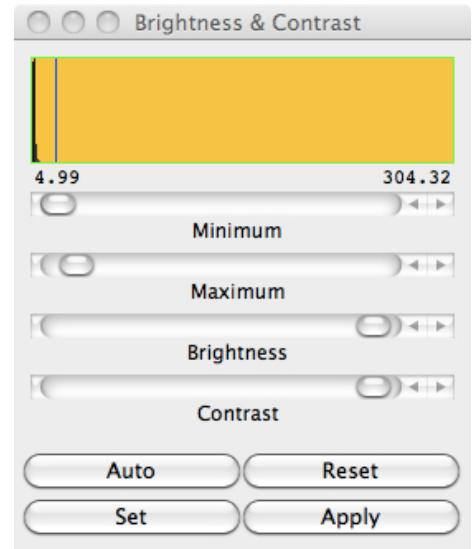 Brightness & Contrast
4.99 304.32
Minimum
Maximum
Brightness
Contrast
Auto Reset
Set Apply